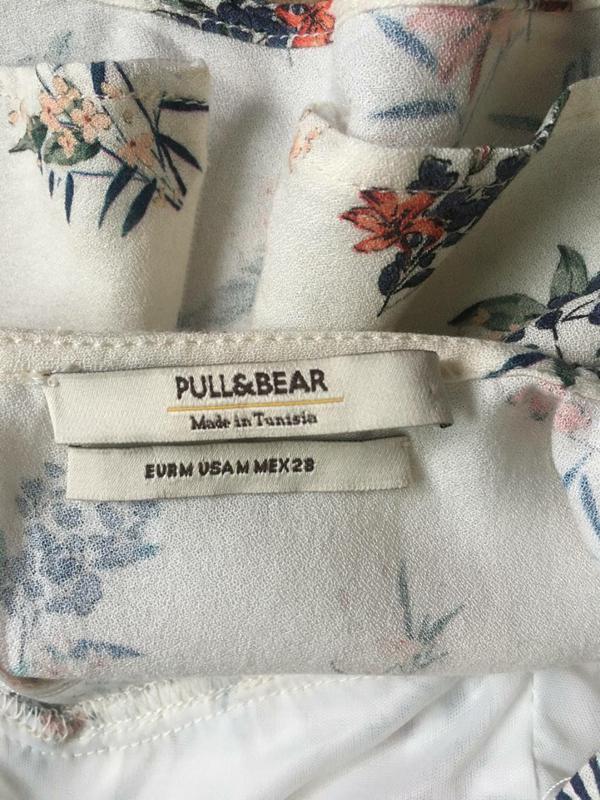 PULL&BEAR
Made in Tunisia
EUR M USA M MEX 28